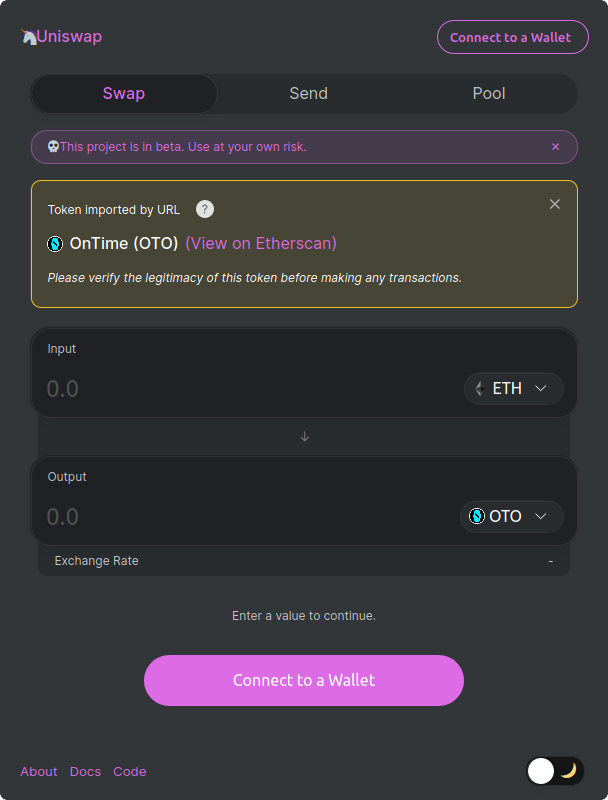 Uniswap
Connect to a Wallet
Swap Send Pool
This project is in beta. Use at your own risk. ×
Token imported by URL ?
OnTime (OTO) (View on Etherscan)
Please verify the legitimacy of this token before making any transactions.
Input
0.0 ETH
Output
0.0 OTO
Exchange Rate -
Enter a value to continue.
Connect to a Wallet
About Docs Code